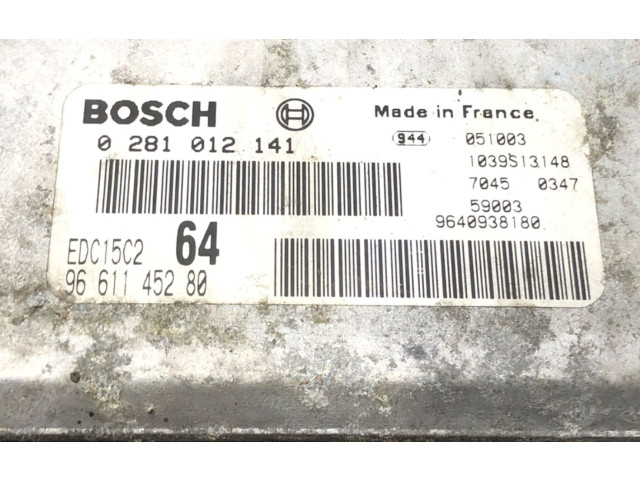 BOSCH
0 281 012 141
EDC15C2 64
96 611 452 80
Made in France.
944 051003
1039S13148
7045 0347
59003
9640938180